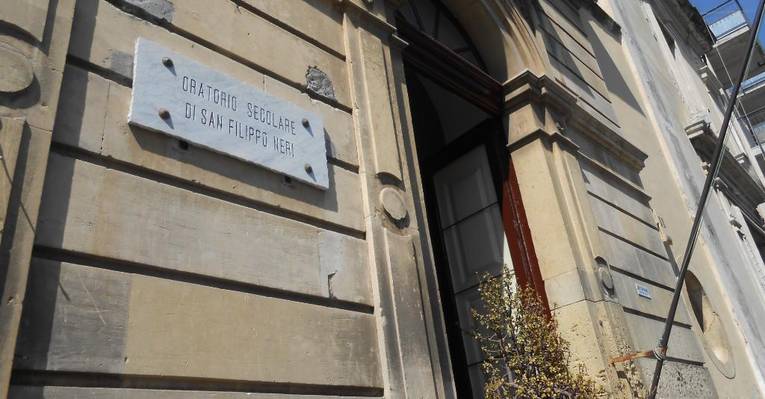 ORATORIO SECOLARE
DI SAN FILIPPO NERI